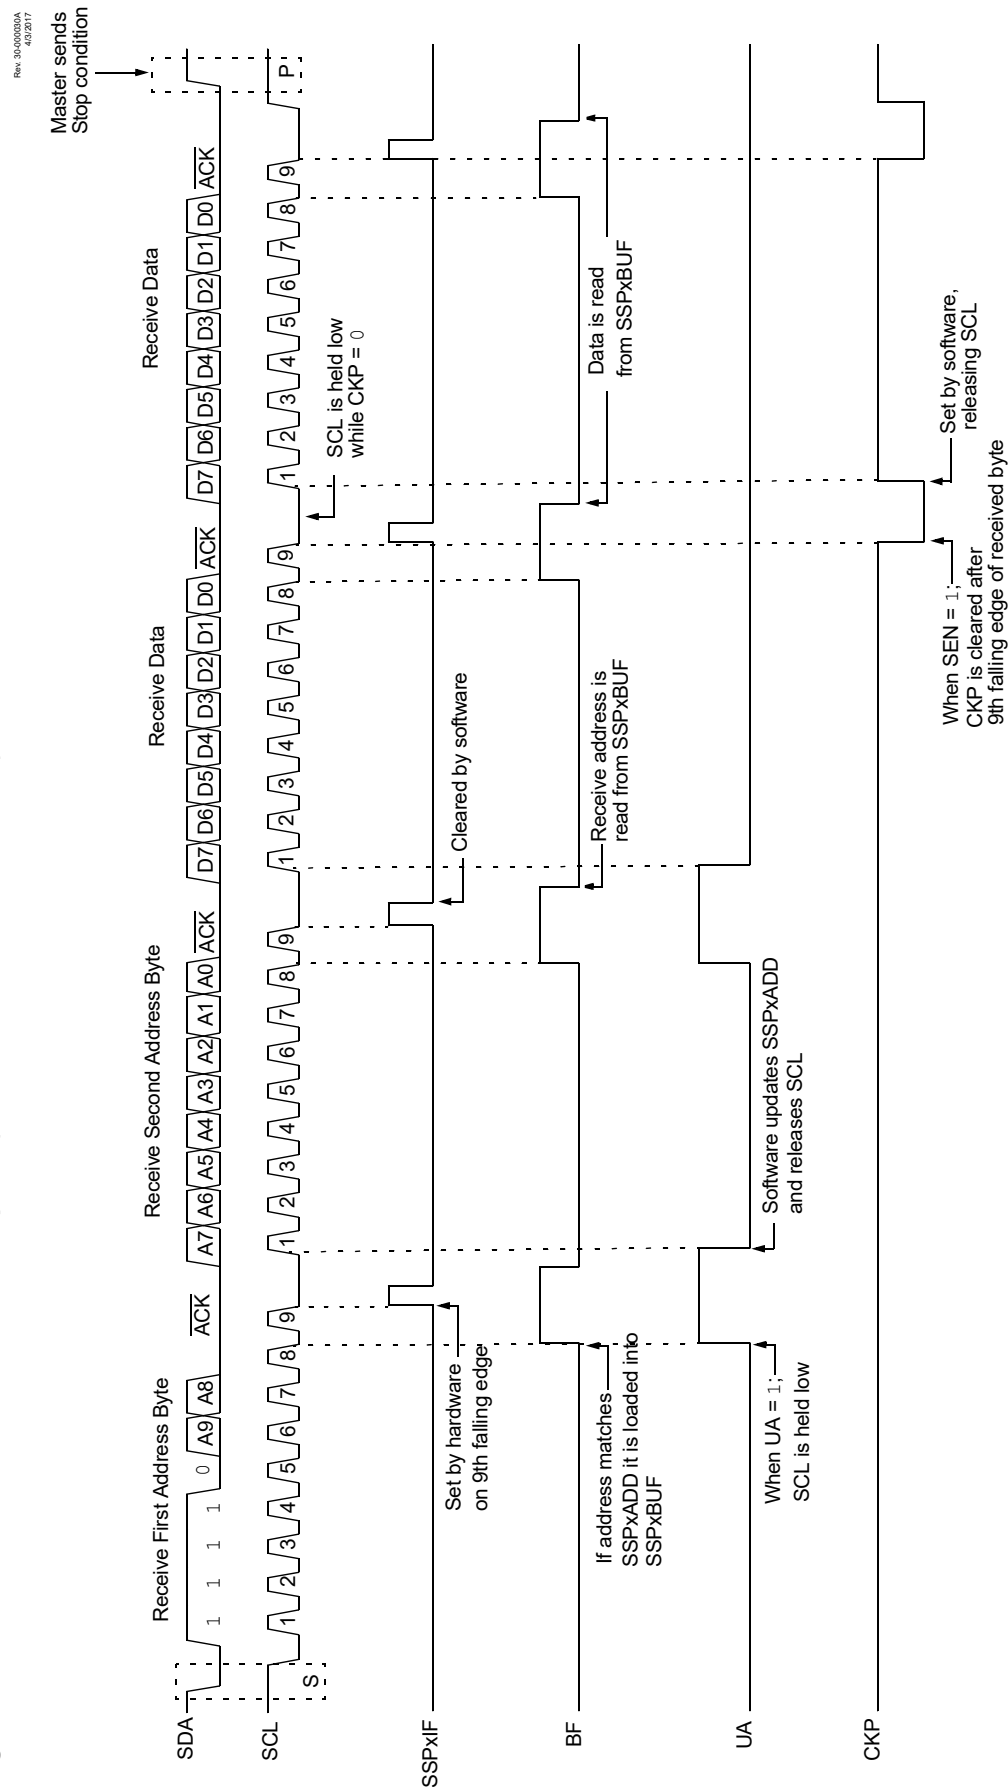 Rev. 30-000030A
4/3/2017
Master sends
Stop condition
Receive First Address Byte
Receive Second Address Byte
Receive Data
Receive Data
SDA
1 1 1 1 0 A9 A8 ACK A7 A6 A5 A4 A3 A2 A1 A0 ACK D7 D6 D5 D4 D3 D2 D1 D0 ACK D7 D6 D5 D4 D3 D2 D1 D0 ACK
SCL
1 2 3 4 5 6 7 8 9 1 2 3 4 5 6 7 8 9 1 2 3 4 5 6 7 8 9 1 2 3 4 5 6 7 8 9
S
P
SCL is held low
while CKP = 0
SSPxIF
Set by hardware
on 9th falling edge
Cleared by software
BF
If address matches
SSPxADD it is loaded into
SSPxBUF
Receive address is
read from SSPxBUF
Data is read
from SSPxBUF
UA
When UA = 1;
SCL is held low
Software updates SSPxADD
and releases SCL
CKP
When SEN = 1;
CKP is cleared after
9th falling edge of received byte
Set by software,
releasing SCL